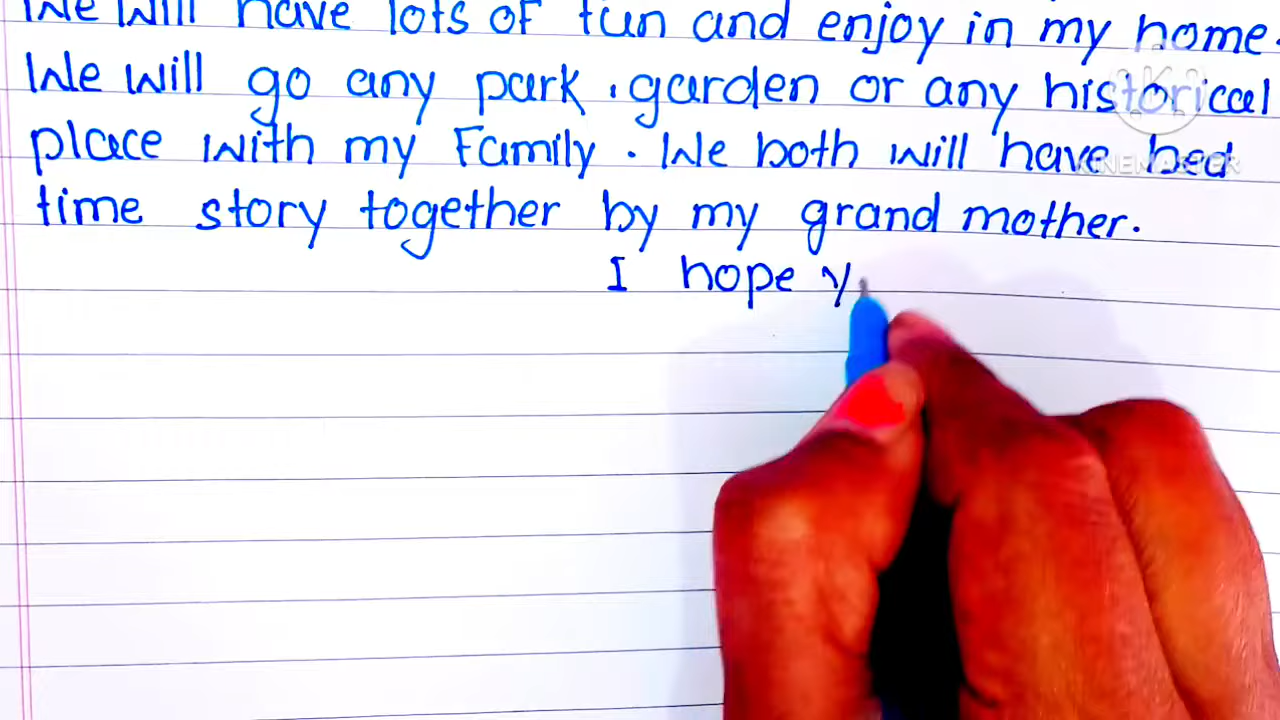 We will have lots of fun and enjoy in my home.
We will go any park . garden or any historical
place with my Family . We both will have bed
time story together by my grand mother.
I hope y
KINEMASTER